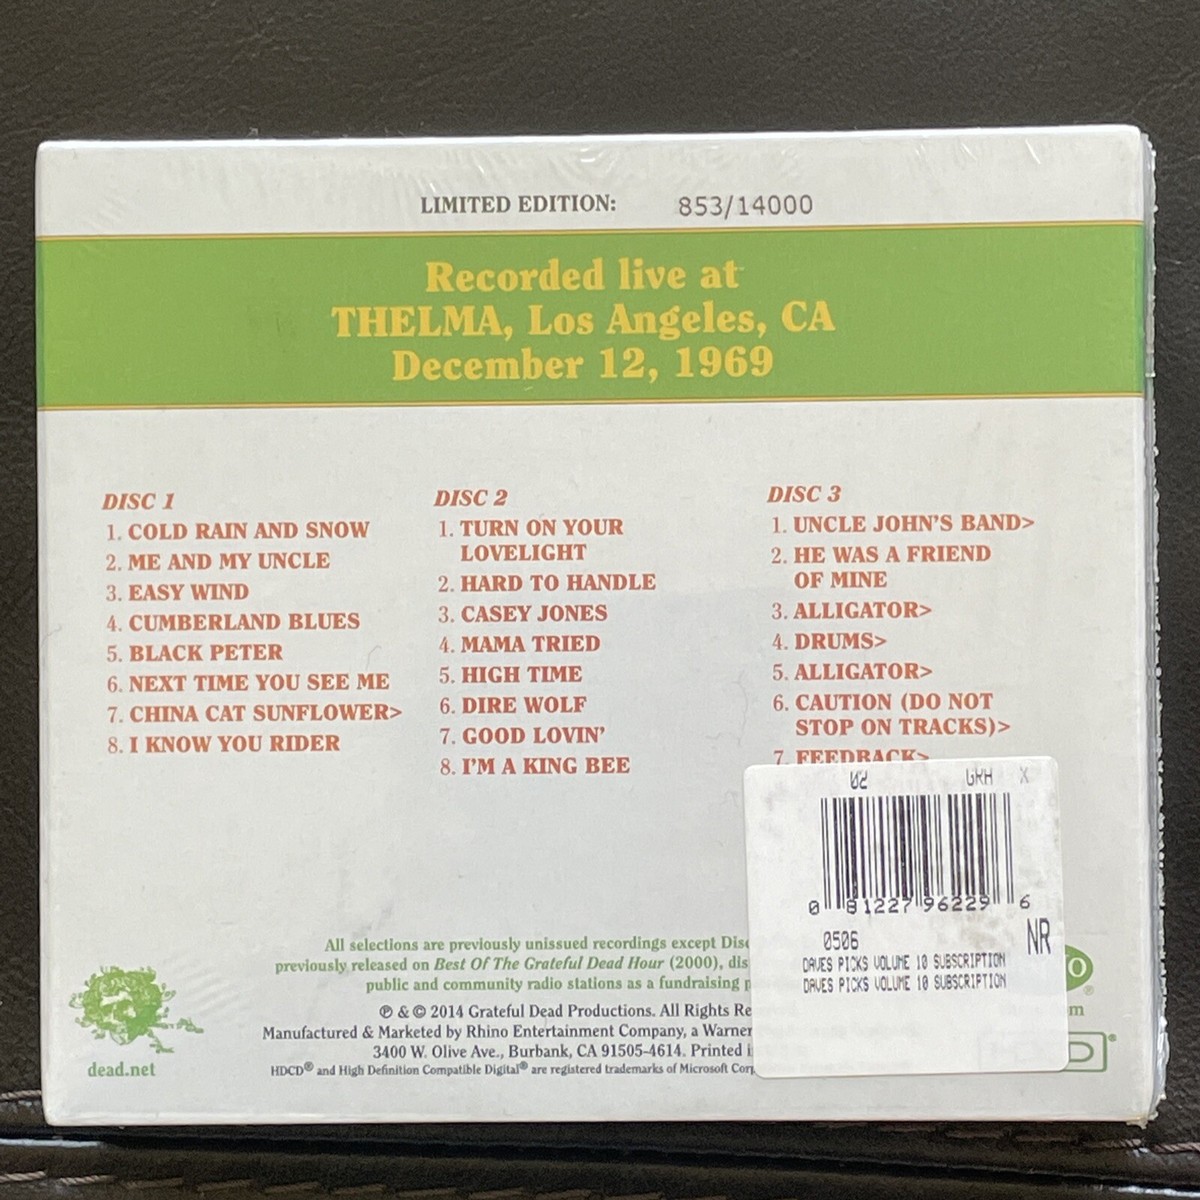 LIMITED EDITION: 853/14000
Recorded live at
THELMA, Los Angeles, CA
December 12, 1969
DISC 1
1. COLD RAIN AND SNOW
2. ME AND MY UNCLE
3. EASY WIND
4. CUMBERLAND BLUES
5. BLACK PETER
6. NEXT TIME YOU SEE ME
7. CHINA CAT SUNFLOWER>
8. I KNOW YOU RIDER
DISC 2
1. TURN ON YOUR
LOVELIGHT
2. HARD TO HANDLE
3. CASEY JONES
4. MAMA TRIED
5. HIGH TIME
6. DIRE WOLF
7. GOOD LOVIN'
8. I'M A KING BEE
DISC 3
1. UNCLE JOHN'S BAND>
2. HE WAS A FRIEND
OF MINE
3. ALLIGATOR>
4. DRUMS>
5. ALLIGATOR>
6. CAUTION (DO NOT
STOP ON TRACKS)>
7. FEEDBACK>
02 GRH X
0 81227 96229 6
0506 NR
DAVES PICKS VOLUME 10 SUBSCRIPTION
DAVES PICKS VOLUME 10 SUBSCRIPTION
All selections are previously unissued recordings except Disc
previously released on Best Of The Grateful Dead Hour (2000), dis
public and community radio stations as a fundraising p
℗ & © 2014 Grateful Dead Productions. All Rights Re
Manufactured & Marketed by Rhino Entertainment Company, a Warner
3400 W. Olive Ave., Burbank, CA 91505-4614. Printed i
HDCD® and High Definition Compatible Digital® are registered trademarks of Microsoft Corp
dead.net